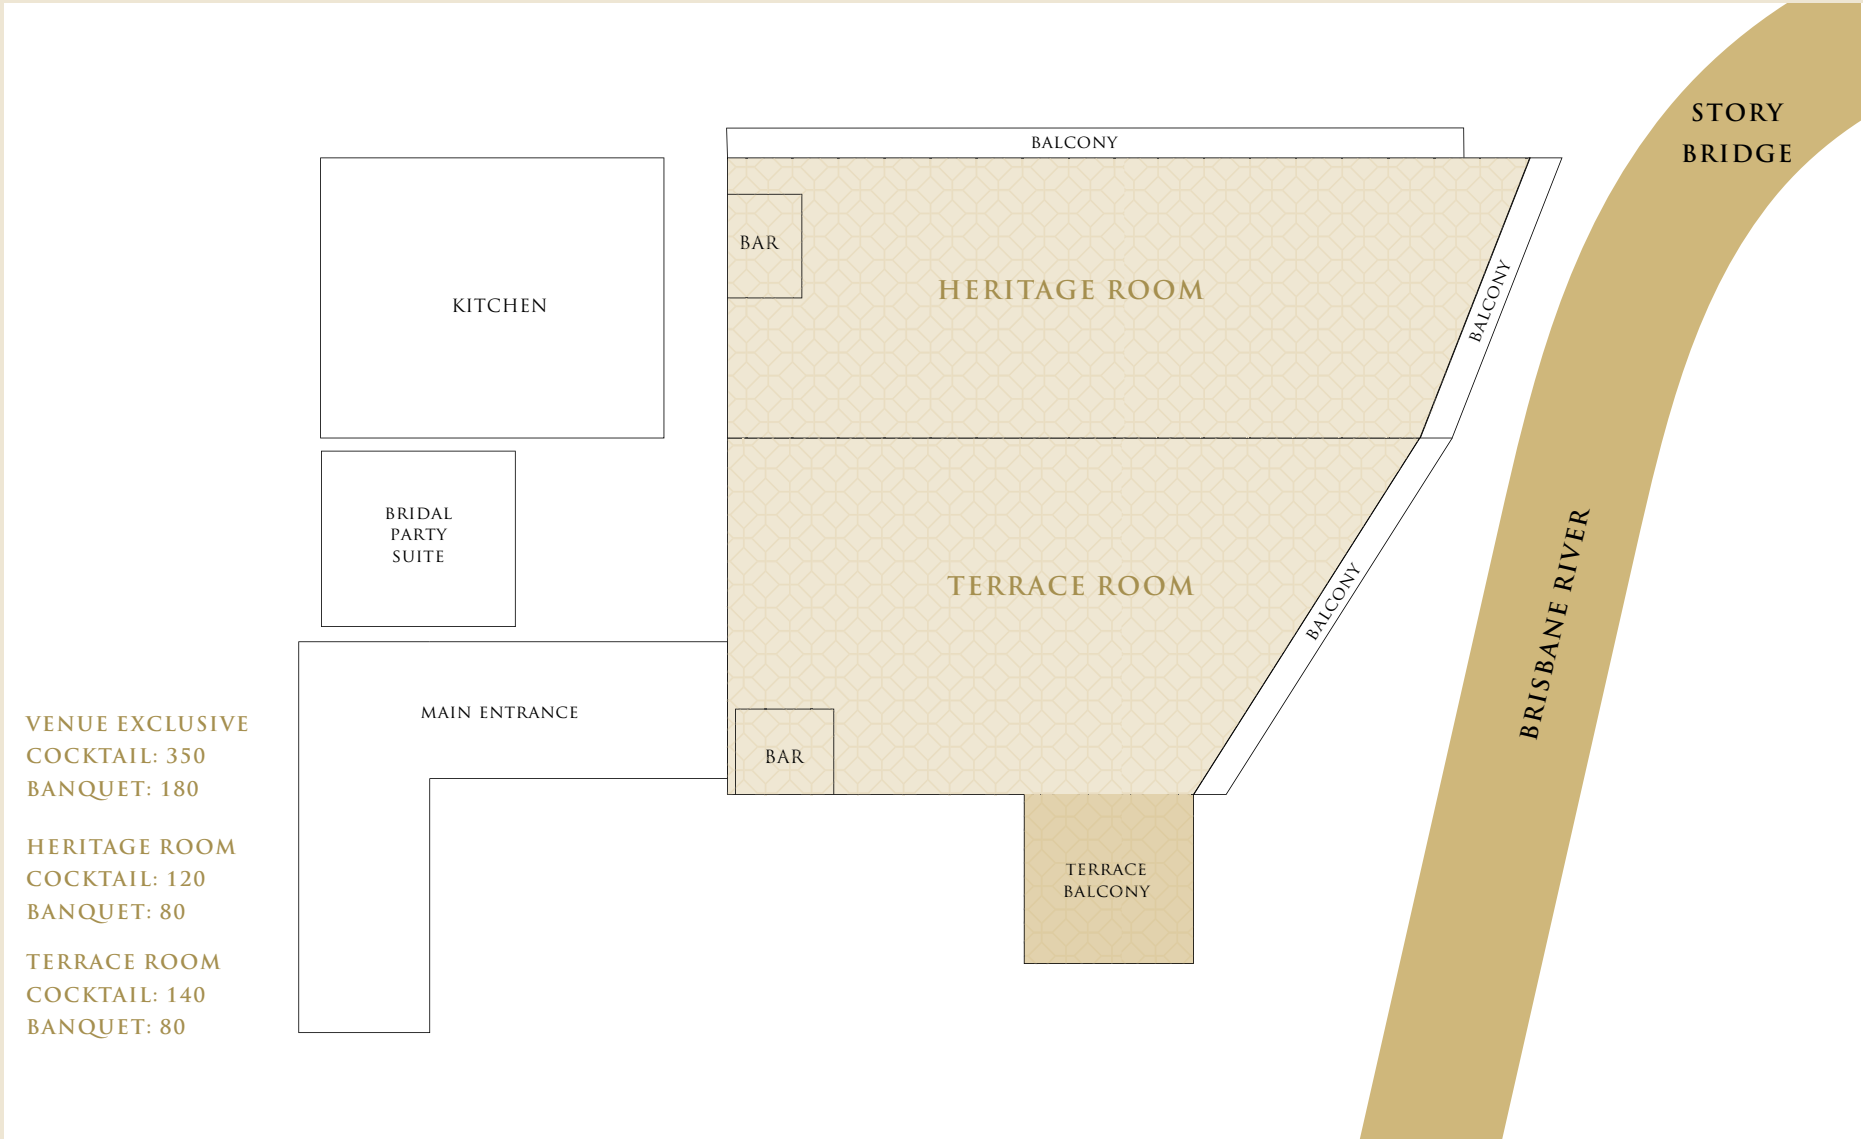 STORY
BRIDGE
BALCONY
BAR
HERITAGE ROOM
KITCHEN
BALCONY
BRIDAL
PARTY
SUITE
TERRACE ROOM
BALCONY
BRISBANE RIVER
MAIN ENTRANCE
BAR
TERRACE
BALCONY
VENUE EXCLUSIVE
COCKTAIL: 350
BANQUET: 180
HERITAGE ROOM
COCKTAIL: 120
BANQUET: 80
TERRACE ROOM
COCKTAIL: 140
BANQUET: 80